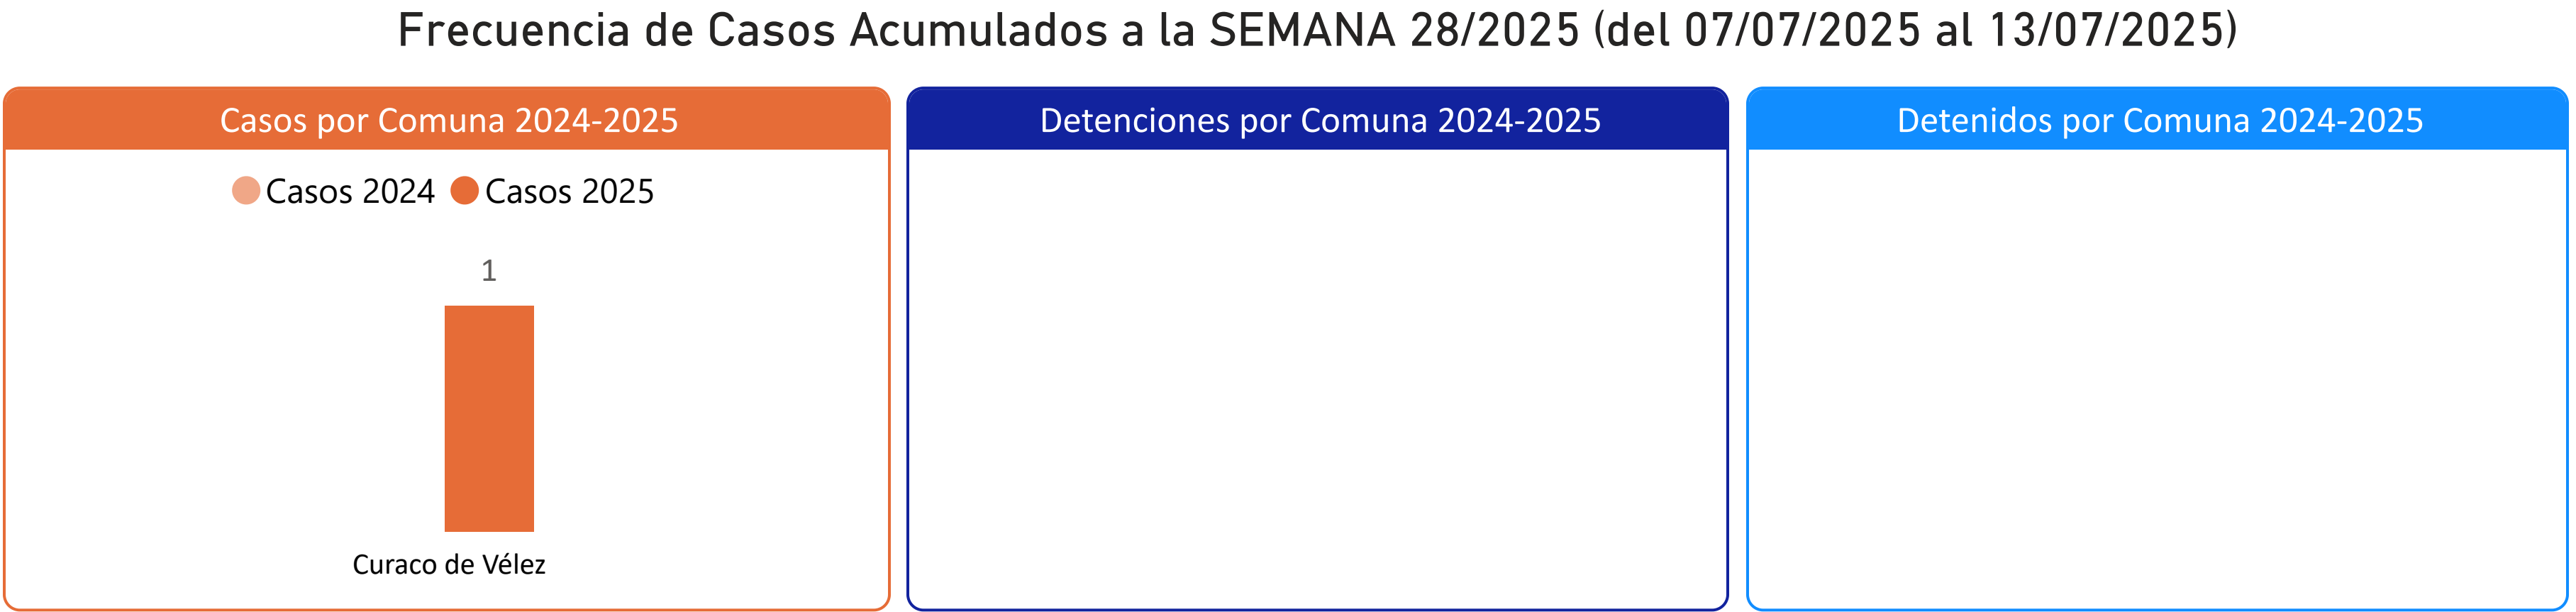 Frecuencia de Casos Acumulados a la SEMANA 28/2025 (del 07/07/2025 al 13/07/2025)
Casos por Comuna 2024-2025
Casos 2024 Casos 2025
1
Curaco de Vélez
Detenciones por Comuna 2024-2025
Detenidos por Comuna 2024-2025